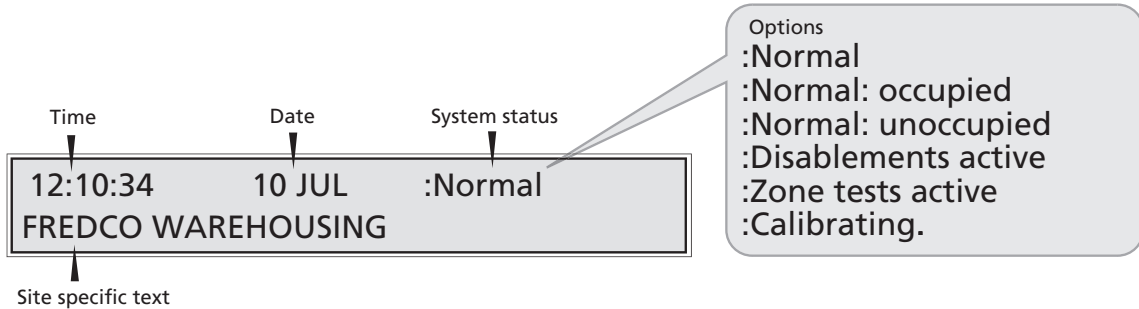 Options
:Normal
:Normal: occupied
:Normal: unoccupied
:Disablements active
:Zone tests active
:Calibrating.
Time Date System status
12:10:34 10 JUL :Normal
FREDCO WAREHOUSING
Site specific text